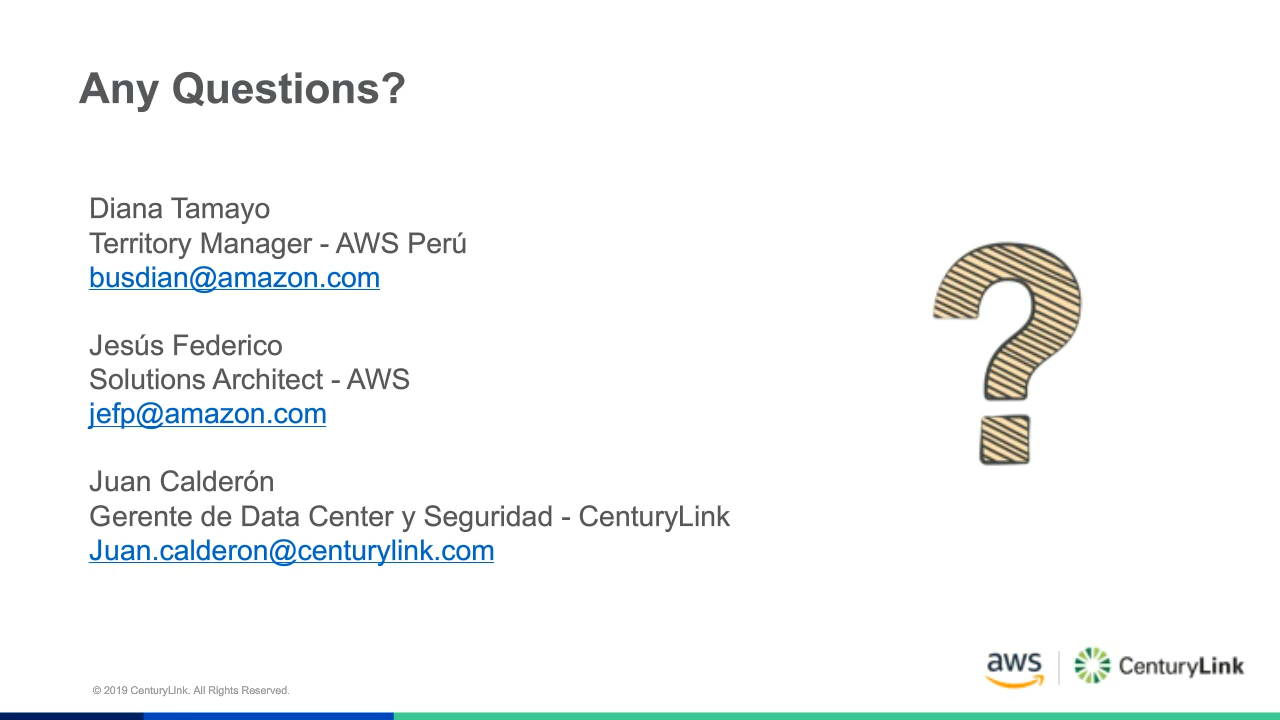 Any Questions?
Diana Tamayo
Territory Manager - AWS Perú
busdian@amazon.com
Jesús Federico
Solutions Architect - AWS
jefp@amazon.com
Juan Calderón
Gerente de Data Center y Seguridad - CenturyLink
Juan.calderon@centurylink.com
aws
CenturyLink
© 2019 CenturyLInk. All Rights Reserved.